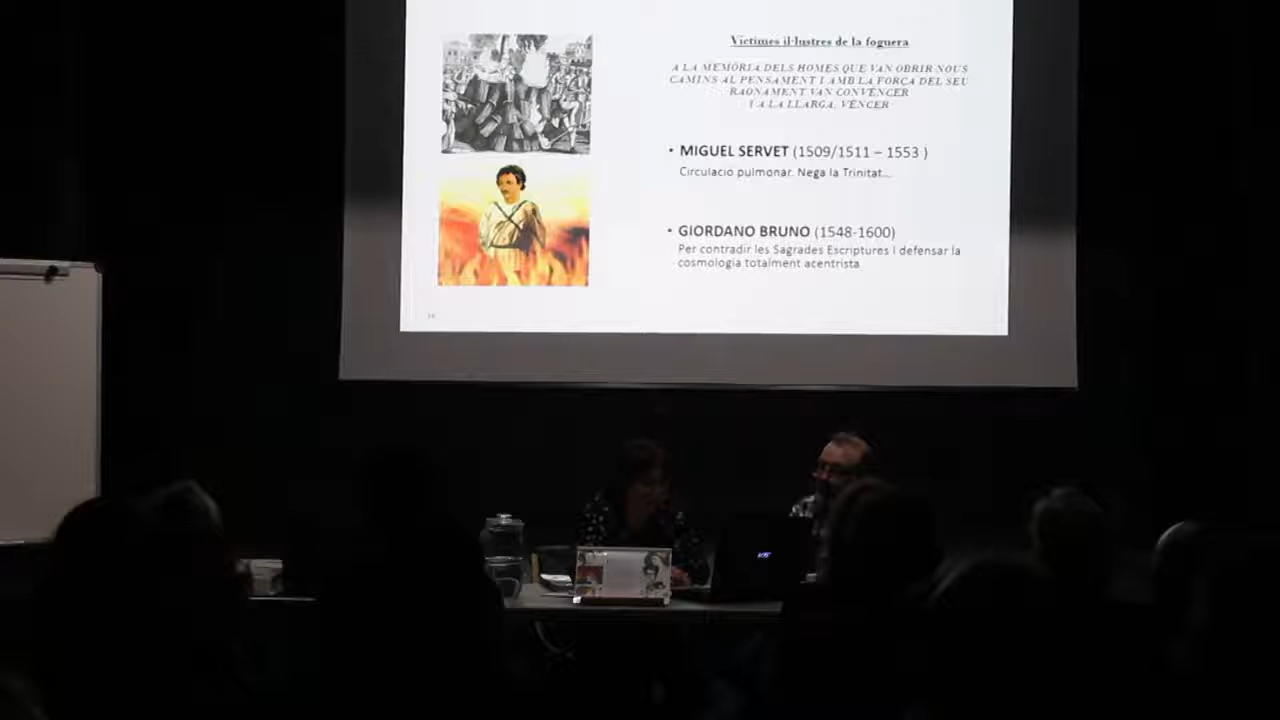 Víctimes il·lustres de la foguera
A LA MEMÒRIA DELS HOMES QUE VAN OBRIR NOUS
CAMINS AL PENSAMENT I AMB LA FORÇA DEL SEU
RAONAMENT VAN CONVÈNCER
I A LA LLARGA, VÈNCER
• MIGUEL SERVET (1509/1511 – 1553 )
Circulacio pulmonar. Nega la Trinitat...
• GIORDANO BRUNO (1548-1600)
Per contradir les Sagrades Escriptures i defensar la
cosmologia totalment acentrista